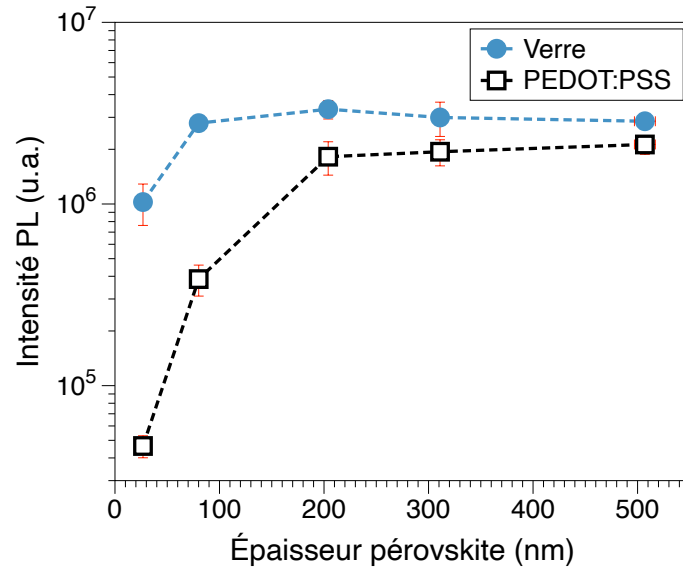 10⁷
10⁶
10⁵
Intensité PL (u.a.)
Verre
PEDOT:PSS
0 100 200 300 400 500
Épaisseur pérovskite (nm)